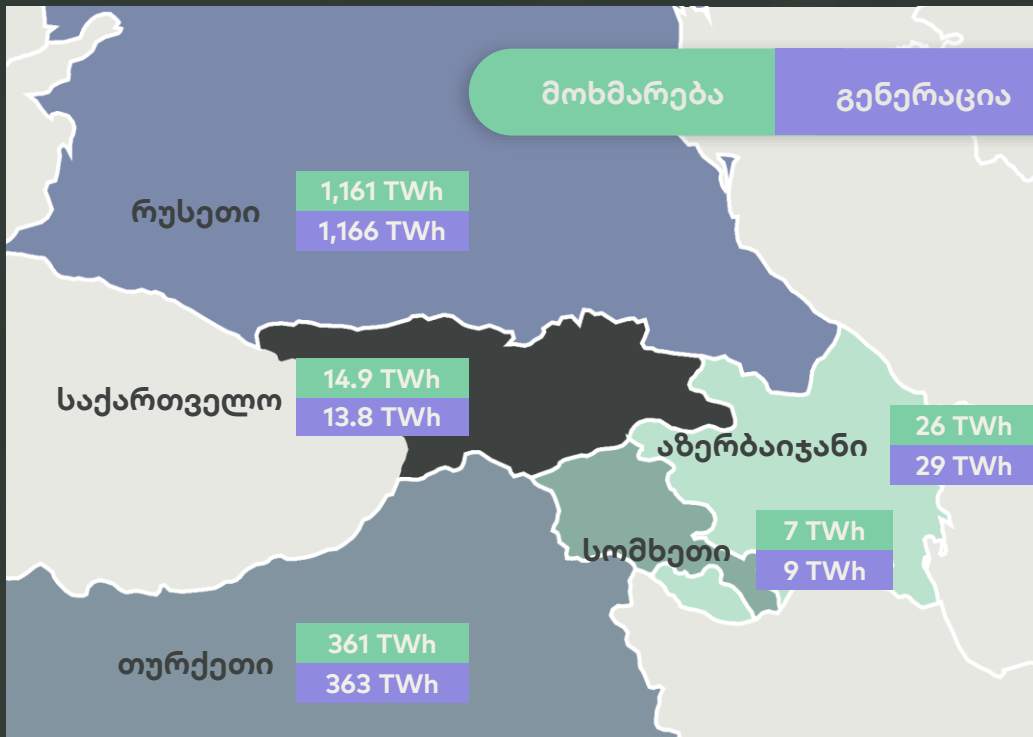 მოხმარება
გენერაცია
რუსეთი
1,161 TWh
1,166 TWh
საქართველო
14.9 TWh
13.8 TWh
აზერბაიჯანი
26 TWh
29 TWh
სომხეთი
7 TWh
9 TWh
თურქეთი
361 TWh
363 TWh